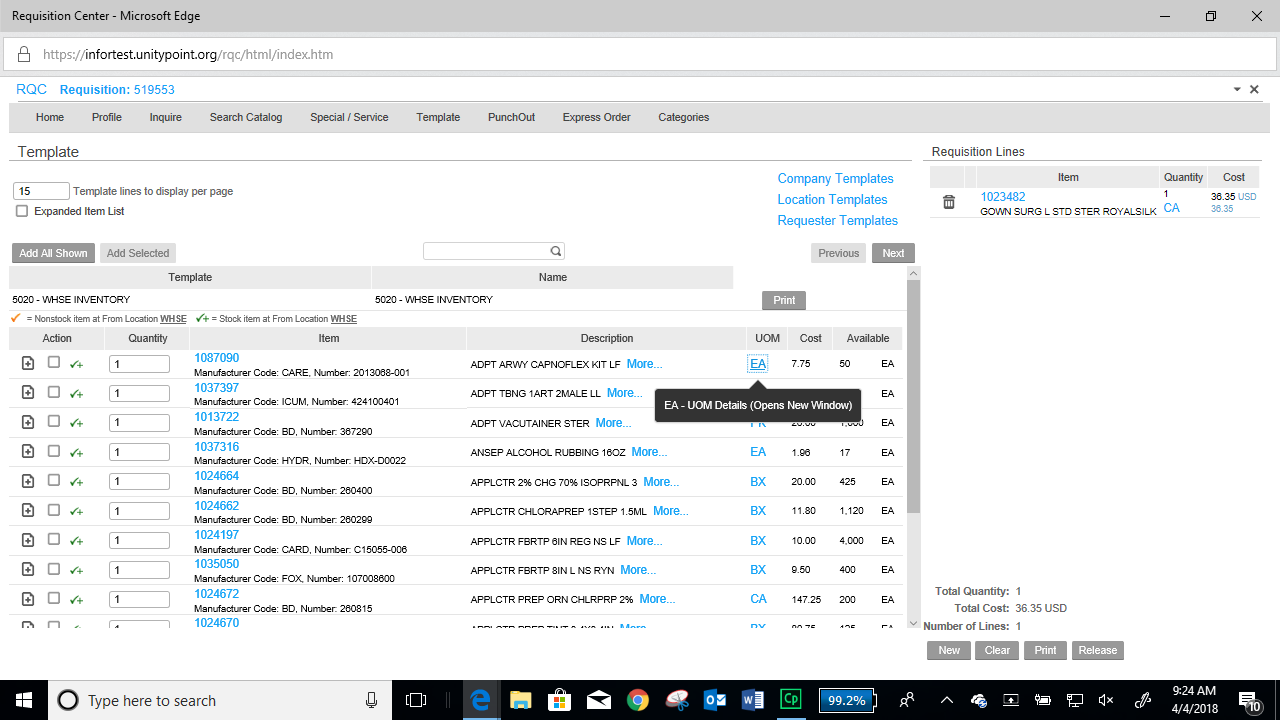 Requisition Center - Microsoft Edge
https://infortest.unitypoint.org/rqc/html/index.htm
RQC Requisition: 519553
Home Profile Inquire Search Catalog Special / Service Template PunchOut Express Order Categories
Template
15 Template lines to display per page
Expanded Item List
Company Templates
Location Templates
Requester Templates
Add All Shown Add Selected Previous Next
Template Name
5020 - WHSE INVENTORY 5020 - WHSE INVENTORY Print
= Nonstock item at From Location WHSE = Stock item at From Location WHSE
Action Quantity Item Description UOM Cost Available
1 1087090 ADPT ARWY CAPNOFLEX KIT LF More... EA 7.75 50 EA
Manufacturer Code: CARE, Number: 2013068-001
EA - UOM Details (Opens New Window)
1 1037397 ADPT TBNG 1ART 2MALE LL More... EA
Manufacturer Code: ICUM, Number: 424100401
1 1013722 ADPT VACUTAINER STER More... EA
Manufacturer Code: BD, Number: 367290
1 1037316 ANSEP ALCOHOL RUBBING 16OZ More... EA 1.96 17 EA
Manufacturer Code: HYDR, Number: HDX-D0022
1 1024664 APPLCTR 2% CHG 70% ISOPRPNL 3 More... BX 20.00 425 EA
Manufacturer Code: BD, Number: 260400
1 1024662 APPLCTR CHLORAPREP 1STEP 1.5ML More... BX 11.80 1,120 EA
Manufacturer Code: BD, Number: 260299
1 1024197 APPLCTR FBRTP 6IN REG NS LF More... BX 10.00 4,000 EA
Manufacturer Code: CARD, Number: C15055-006
1 1035050 APPLCTR FBRTP 8IN L NS RYN More... BX 9.50 400 EA
Manufacturer Code: FOX, Number: 107008600
1 1024672 APPLCTR PREP ORN CHLRPRP 2% More... CA 147.25 200 EA
Manufacturer Code: BD, Number: 260815
1024670
Requisition Lines
Item Quantity Cost
1023482 1 36.35 USD
GOWN SURG L STD STER ROYALSILK CA 36.35
Total Quantity: 1
Total Cost: 36.35 USD
Number of Lines: 1
New Clear Print Release
Type here to search
99.2%
9:24 AM
4/4/2018
10